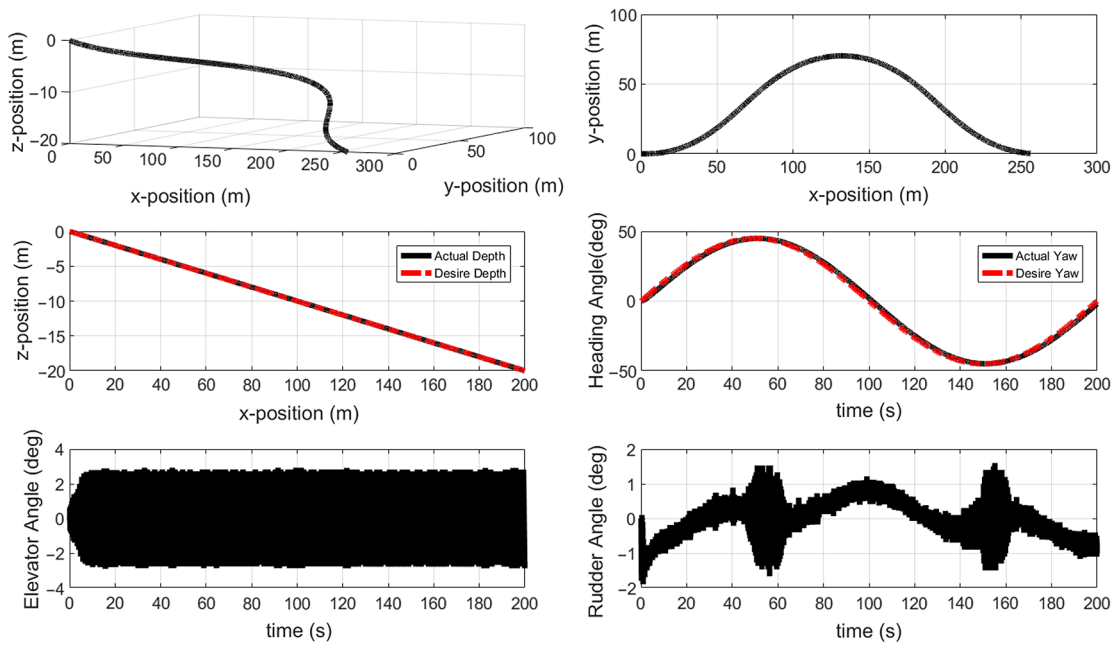 0
−10
−20
z-position (m)
0 50 100 150 200 250 300
x-position (m)
0 50 100
y-position (m)
100
50
0
y-position (m)
0 50 100 150 200 250 300
x-position (m)
0
−5
−10
−15
−20
z-position (m)
Actual Depth
Desire Depth
0 20 40 60 80 100 120 140 160 180 200
x-position (m)
50
0
−50
Heading Angle(deg)
Actual Yaw
Desire Yaw
0 20 40 60 80 100 120 140 160 180 200
time (s)
4
2
0
−2
−4
Elevator Angle (deg)
0 20 40 60 80 100 120 140 160 180 200
time (s)
2
1
0
−1
−2
Rudder Angle (deg)
0 20 40 60 80 100 120 140 160 180 200
time (s)